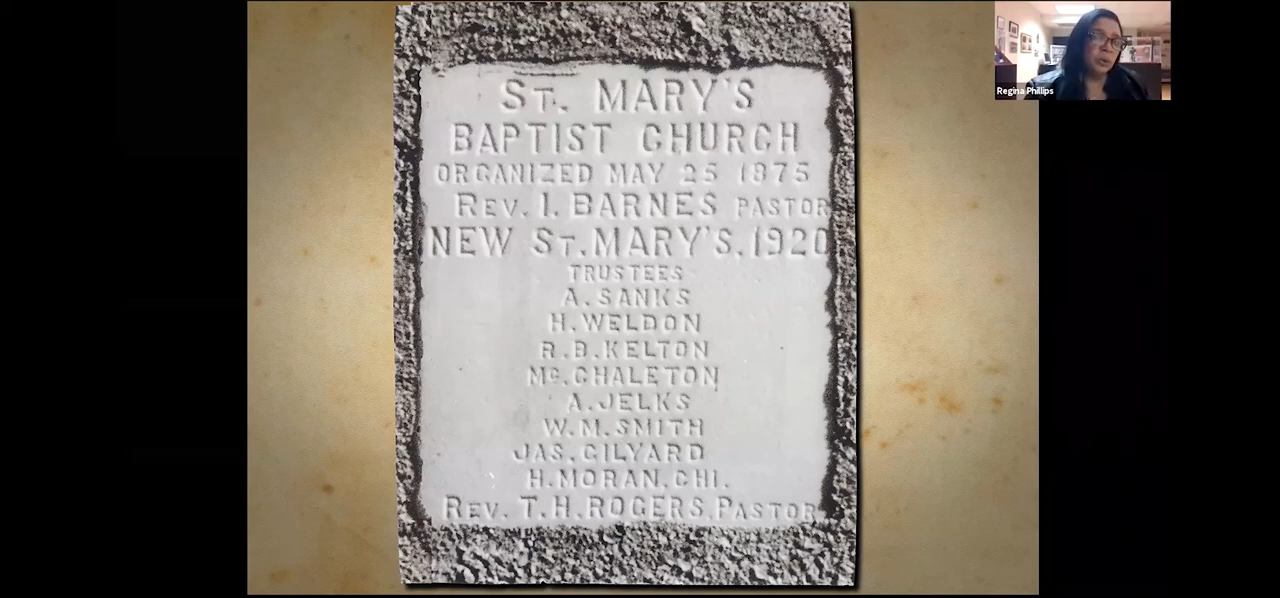 St. MARY'S
BAPTIST CHURCH
ORGANIZED MAY 25 1875
Rev. I. BARNES PASTOR
NEW St. MARY'S. 1920
TRUSTEES
A. SANKS
H. WELDON
R. B. KELTON
Mc. CHALETON
A. JELKS
W. M. SMITH
JAS. GILYARD
H. MORAN, CHI.
Rev. T. H. ROGERS, Pastor
Regina Phillips